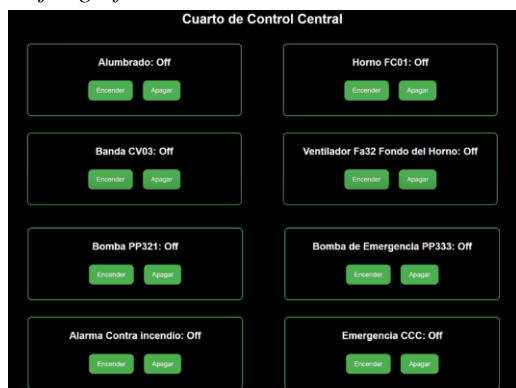 Cuarto de Control Central
Alumbrado: Off
Encender Apagar
Horno FC01: Off
Encender Apagar
Banda CV03: Off
Encender Apagar
Ventilador Fa32 Fondo del Horno: Off
Encender Apagar
Bomba PP321: Off
Encender Apagar
Bomba de Emergencia PP333: Off
Encender Apagar
Alarma Contra incendio: Off
Encender Apagar
Emergencia CCC: Off
Encender Apagar